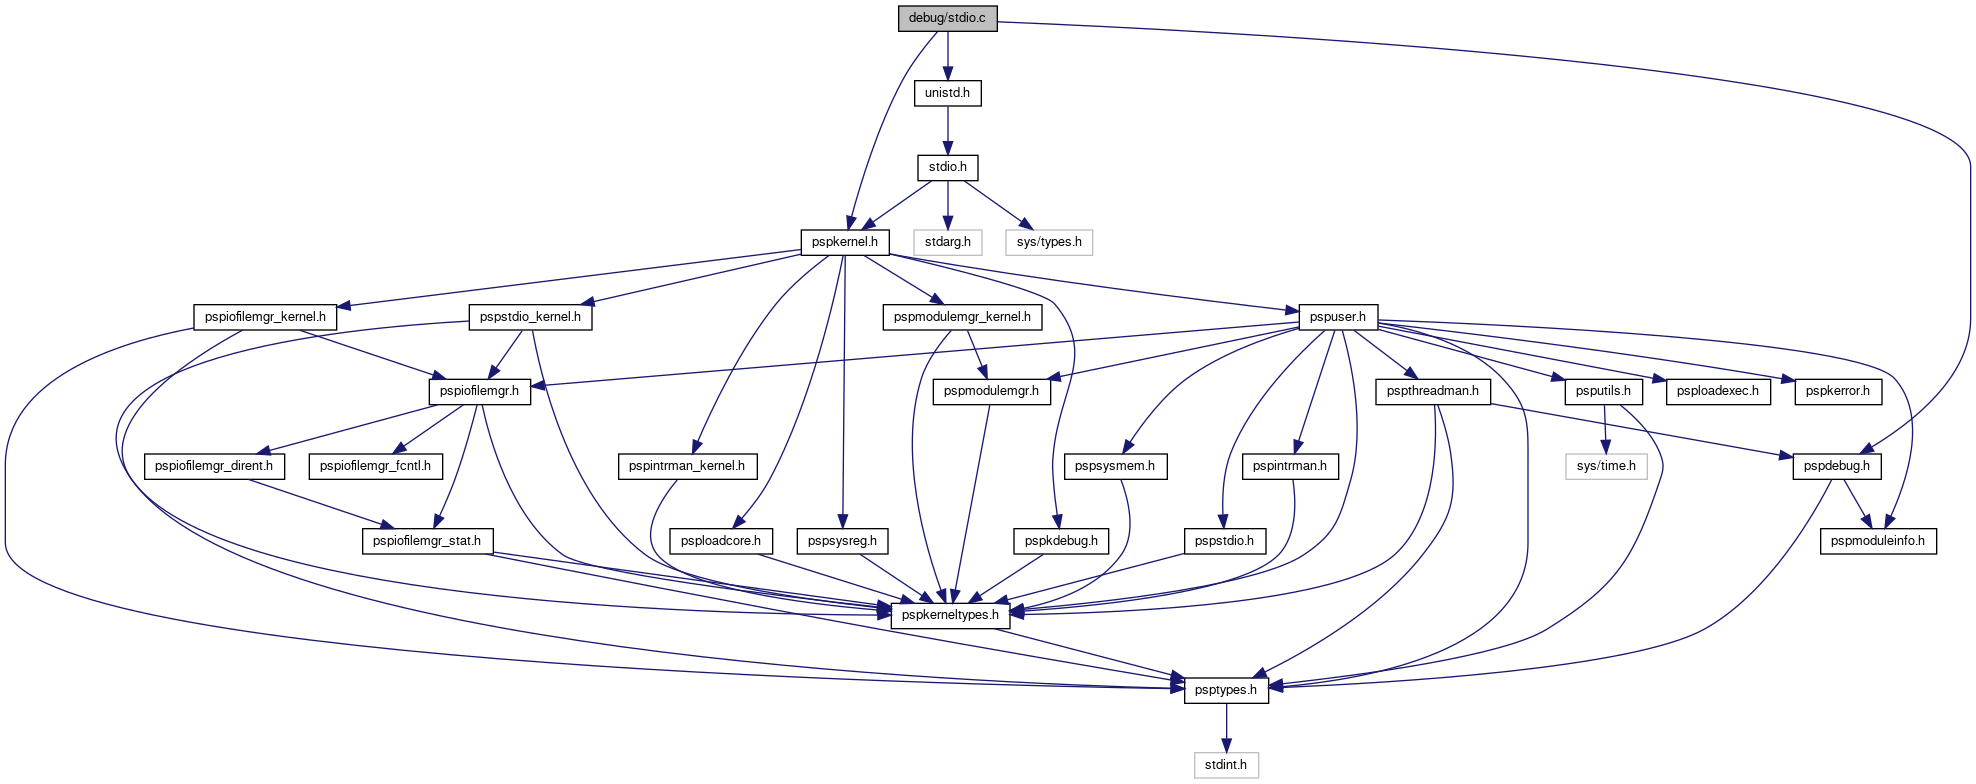 debug/stdio.c
unistd.h
stdio.h
pspkernel.h
stdarg.h
sys/types.h
pspiofilemgr_kernel.h
pspstdio_kernel.h
pspmodulemgr_kernel.h
pspuser.h
pspiofilemgr.h
pspmodulemgr.h
pspthreadman.h
psputils.h
psploadexec.h
pspkerror.h
pspiofilemgr_dirent.h
pspiofilemgr_fcntl.h
pspintrman_kernel.h
pspsysmem.h
pspintrman.h
sys/time.h
pspdebug.h
pspiofilemgr_stat.h
psploadcore.h
pspsysreg.h
pspkdebug.h
pspstdio.h
pspmoduleinfo.h
pspkerneltypes.h
psptypes.h
stdint.h